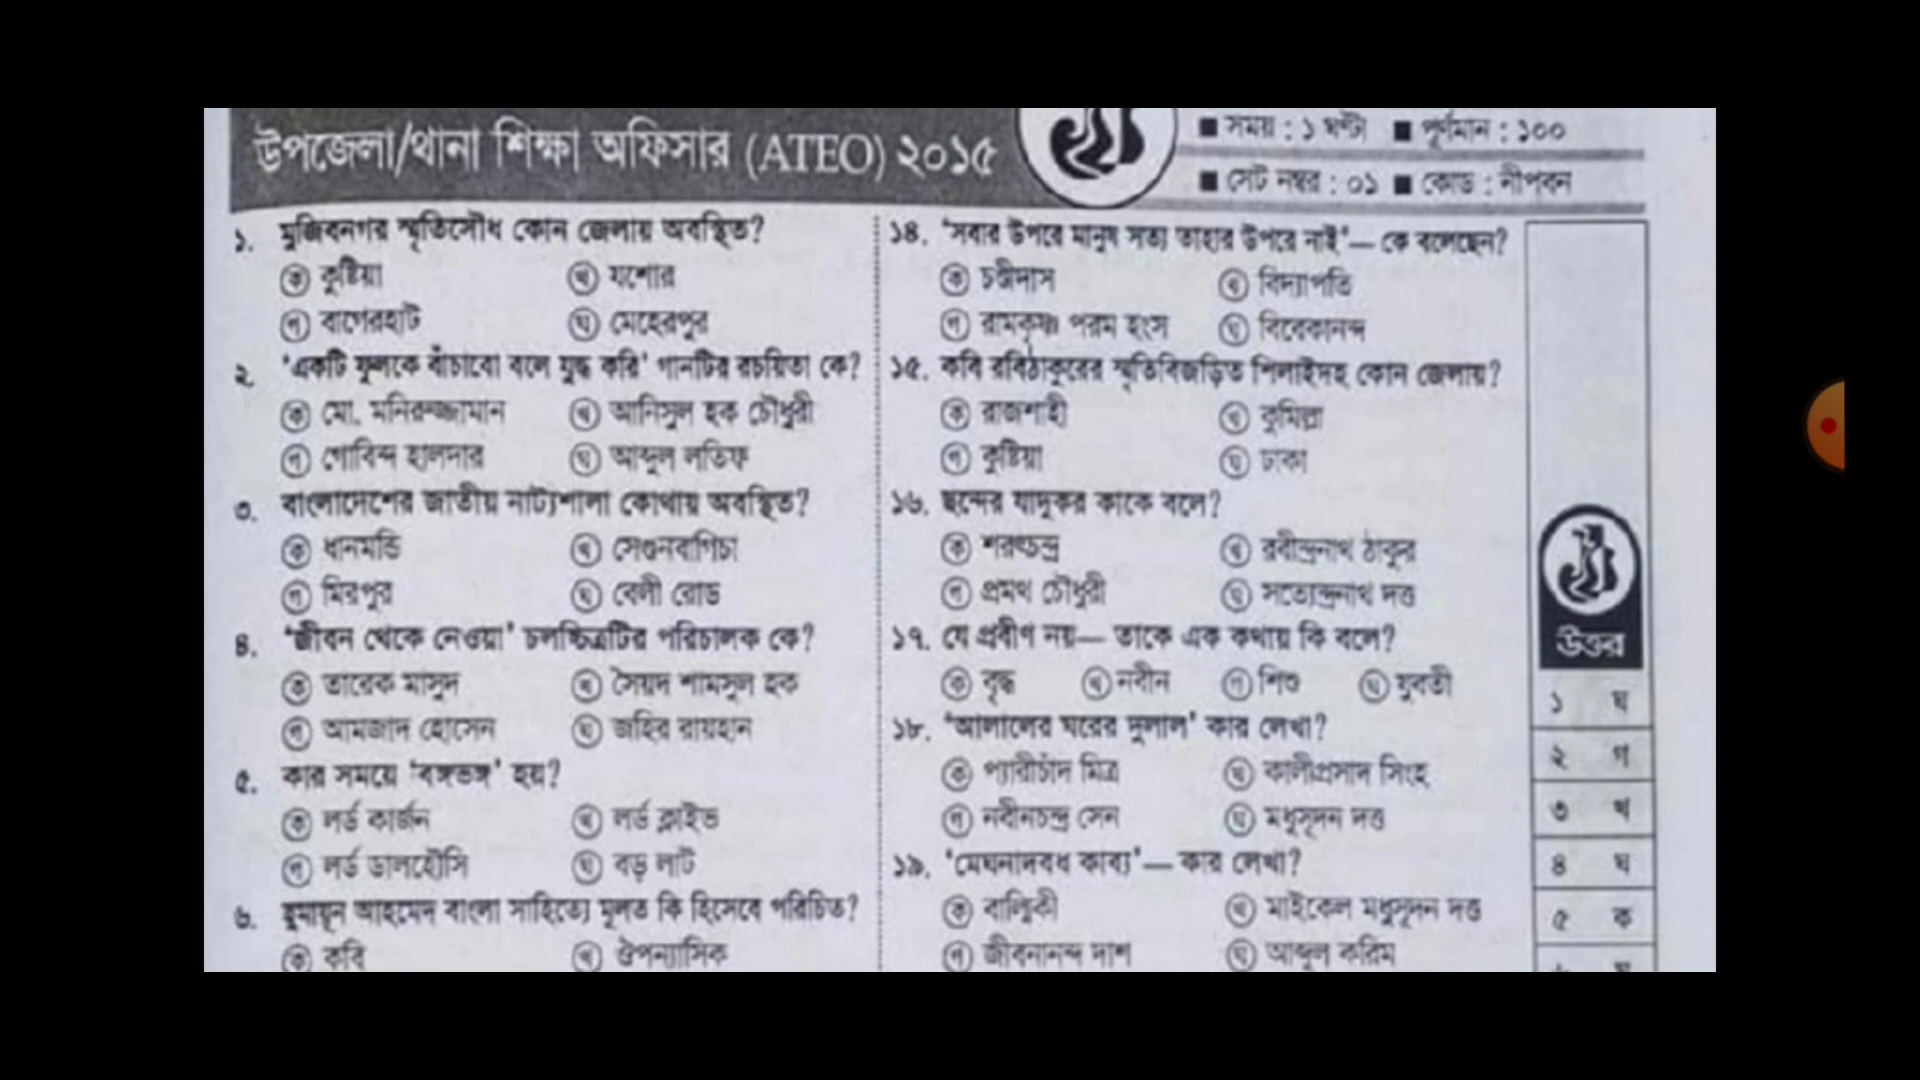 উপজেলা/থানা শিক্ষা অফিসার (ATEO) ২০১৫
■ সময় : ১ ঘণ্টা ■ পূর্ণমান : ১০০
■ সেট নম্বর : ০১ ■ কোড : নীপবন
১. মুজিবনগর স্মৃতিসৌধ কোন জেলায় অবস্থিত?
ক কুষ্টিয়া খ যশোর
গ বাগেরহাট ঘ মেহেরপুর
২. 'একটি ফুলকে বাঁচাবো বলে যুদ্ধ করি' গানটির রচয়িতা কে?
ক মো. মনিরুজ্জামান খ আনিসুল হক চৌধুরী
গ গোবিন্দ হালদার ঘ আব্দুল লতিফ
৩. বাংলাদেশের জাতীয় নাট্যশালা কোথায় অবস্থিত?
ক ধানমন্ডি খ সেগুনবাগিচা
গ মিরপুর ঘ বেলী রোড
৪. 'জীবন থেকে নেওয়া' চলচ্চিত্রটির পরিচালক কে?
ক তারেক মাসুদ খ সৈয়দ শামসুল হক
গ আমজাদ হোসেন ঘ জহির রায়হান
৫. কার সময়ে 'বঙ্গভঙ্গ' হয়?
ক লর্ড কার্জন খ লর্ড ক্লাইভ
গ লর্ড ডালহৌসি ঘ বড় লাট
৬. হুমায়ূন আহমেদ বাংলা সাহিত্যে মূলত কি হিসেবে পরিচিত?
ক কবি খ ঔপন্যাসিক
১৪. 'সবার উপরে মানুষ সত্য তাহার উপরে নাই'— কে বলেছেন?
ক চণ্ডীদাস খ বিদ্যাপতি
গ রামকৃষ্ণ পরম হংস ঘ বিবেকানন্দ
১৫. কবি রবিঠাকুরের স্মৃতিবিজড়িত শিলাইদহ কোন জেলায়?
ক রাজশাহী খ কুমিল্লা
গ কুষ্টিয়া ঘ ঢাকা
১৬. ছন্দের যাদুকর কাকে বলে?
ক শরৎচন্দ্র খ রবীন্দ্রনাথ ঠাকুর
গ প্রমথ চৌধুরী ঘ সত্যেন্দ্রনাথ দত্ত
১৭. যে প্রবীণ নয়— তাকে এক কথায় কি বলে?
ক বৃদ্ধ খ নবীন গ শিশু ঘ যুবতী
১৮. 'আলালের ঘরের দুলাল' কার লেখা?
ক প্যারীচাঁদ মিত্র খ কালীপ্রসাদ সিংহ
গ নবীনচন্দ্র সেন ঘ মধুসূদন দত্ত
১৯. 'মেঘনাদবধ কাব্য'— কার লেখা?
ক বাল্মিকী খ মাইকেল মধুসূদন দত্ত
গ জীবনানন্দ দাশ ঘ আব্দুল করিম
উত্তর
১ ঘ
২ গ
৩ খ
৪ ঘ
৫ ক